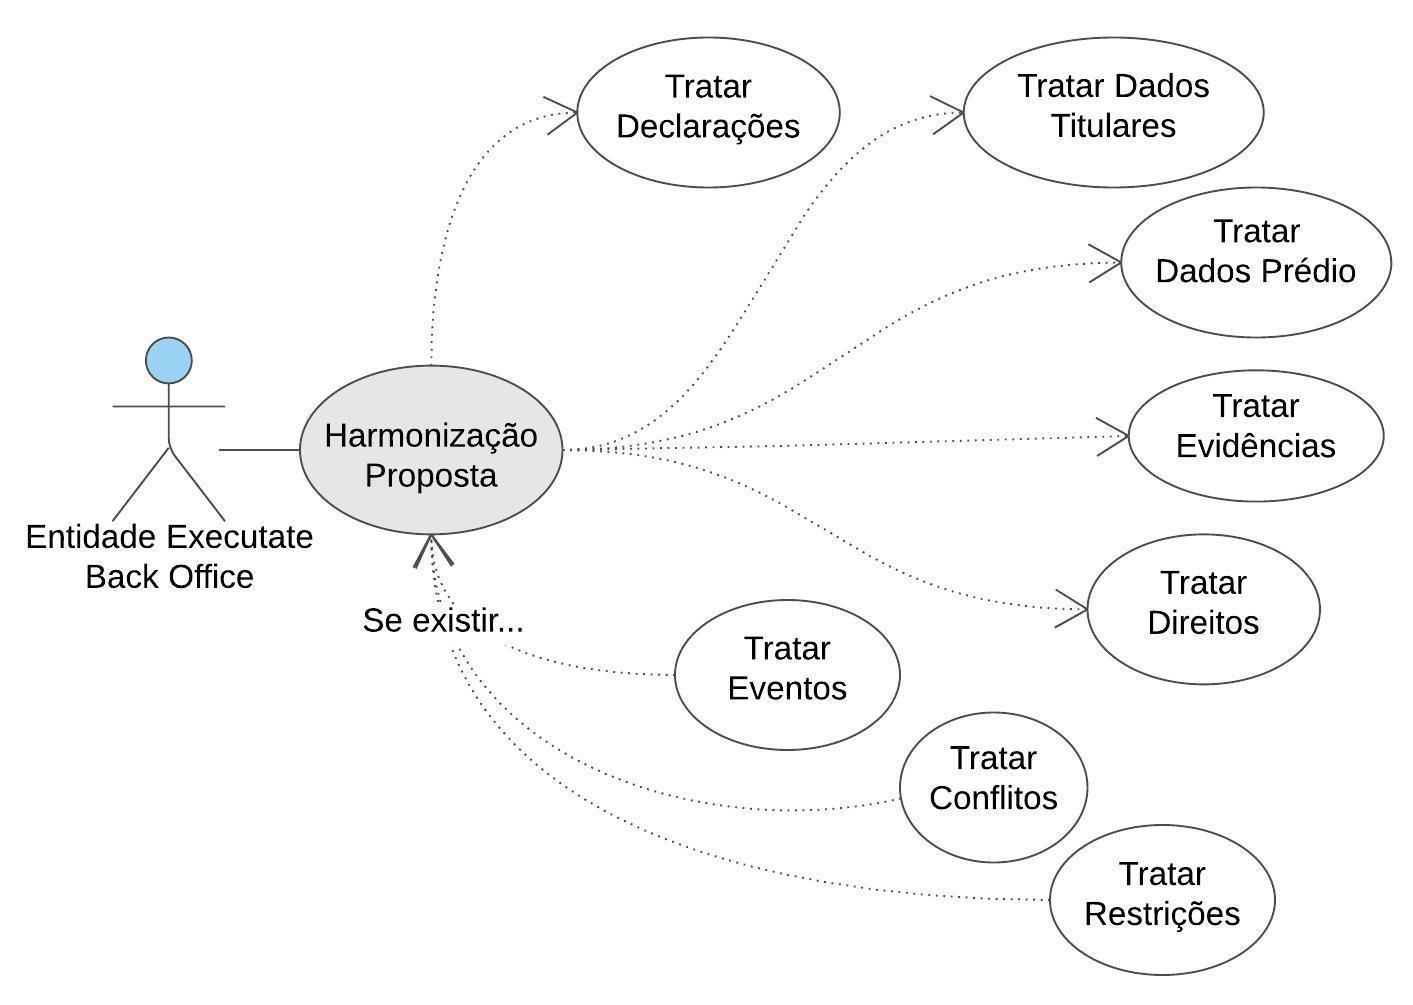 Tratar
Declarações
Tratar Dados
Titulares
Tratar
Dados Prédio
Tratar
Evidências
Harmonização
Proposta
Entidade Executate
Back Office
Tratar
Direitos
Se existir...
Tratar
Eventos
Tratar
Conflitos
Tratar
Restrições